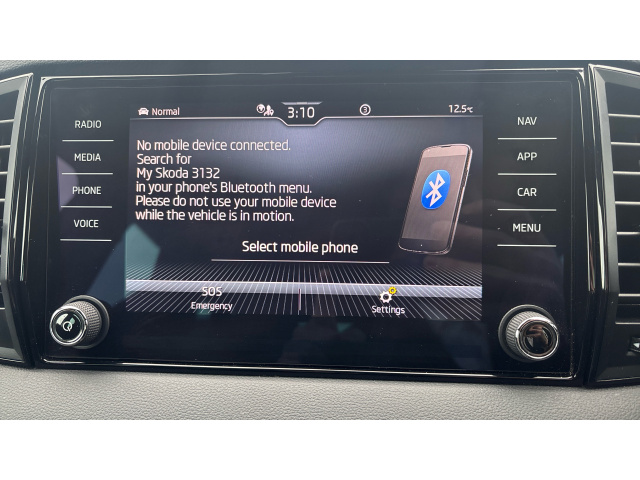 Normal
3:10
3
12.5°C
RADIO
MEDIA
PHONE
VOICE
No mobile device connected.
Search for
My Skoda 3132
in your phone's Bluetooth menu.
Please do not use your mobile device
while the vehicle is in motion.
Select mobile phone
SOS
Emergency
Settings
NAV
APP
CAR
MENU